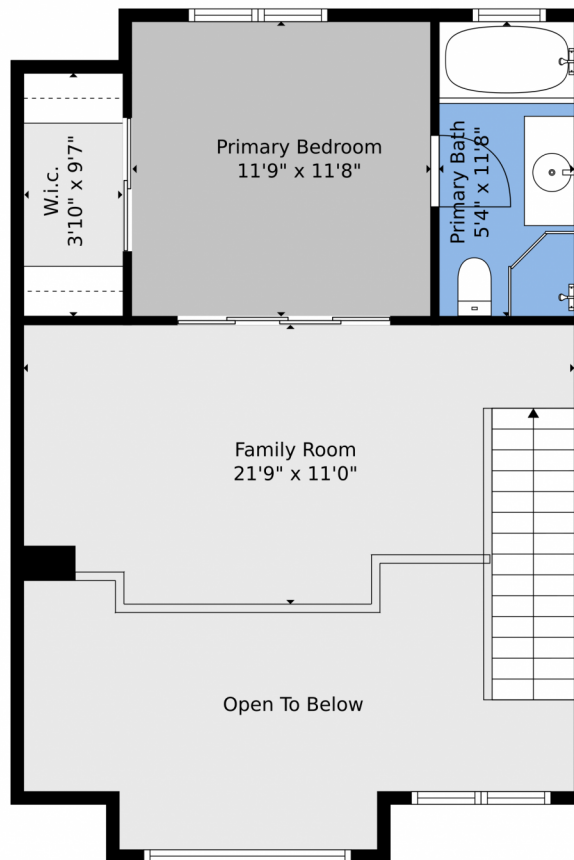 Primary Bedroom
11'9" x 11'8"
W.i.c.
3'10" x 9'7"
Primary Bath
5'4" x 11'8"
Family Room
21'9" x 11'0"
Open To Below